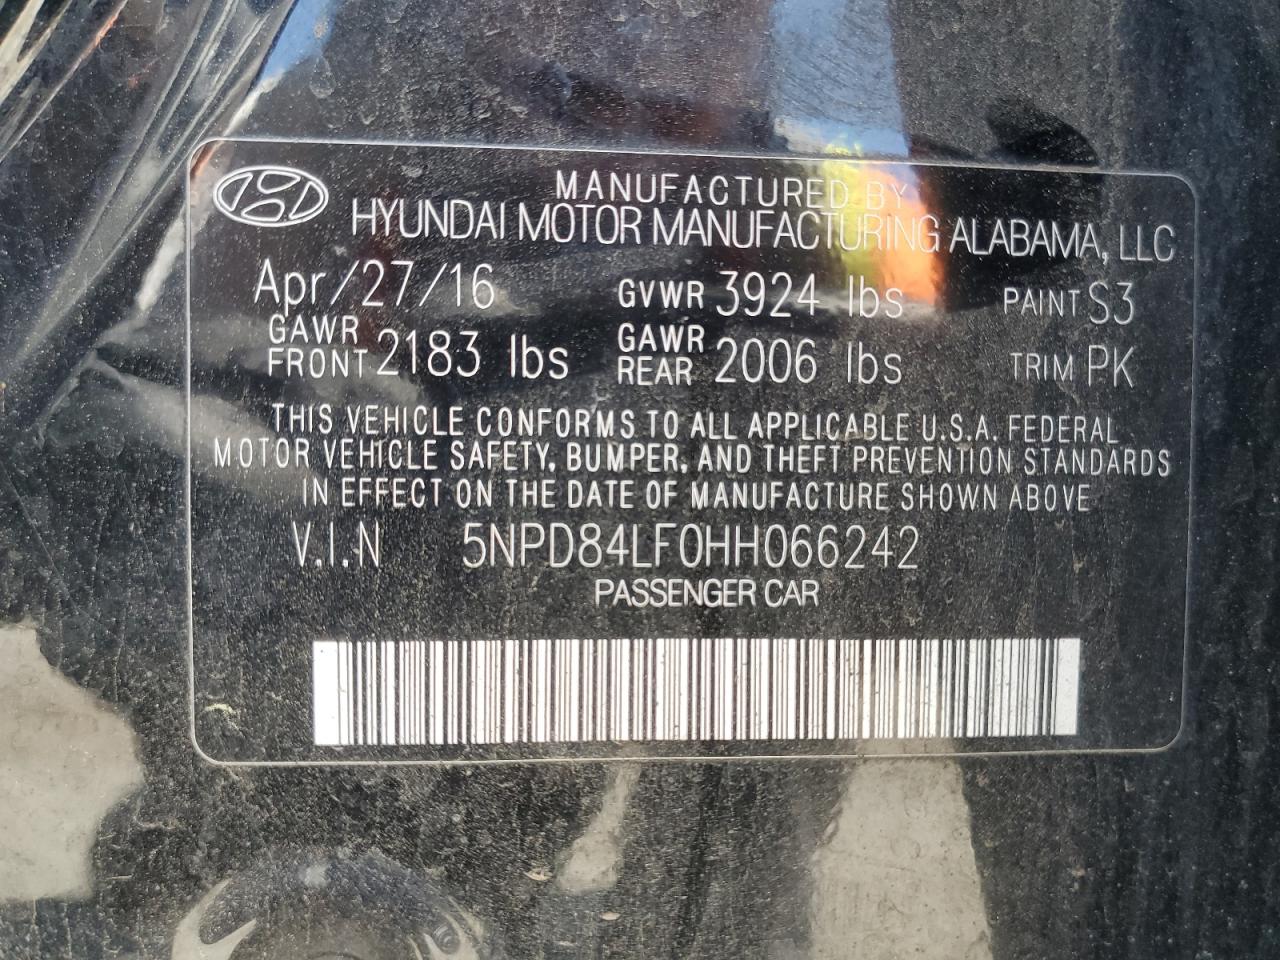 MANUFACTURED BY
HYUNDAI MOTOR MANUFACTURING ALABAMA, LLC
Apr/27/16 GVWR 3924 lbs PAINT S3
GAWR FRONT 2183 lbs GAWR REAR 2006 lbs TRIM PK
THIS VEHICLE CONFORMS TO ALL APPLICABLE U.S.A. FEDERAL
MOTOR VEHICLE SAFETY, BUMPER, AND THEFT PREVENTION STANDARDS
IN EFFECT ON THE DATE OF MANUFACTURE SHOWN ABOVE
V.I.N 5NPD84LF0HH066242
PASSENGER CAR